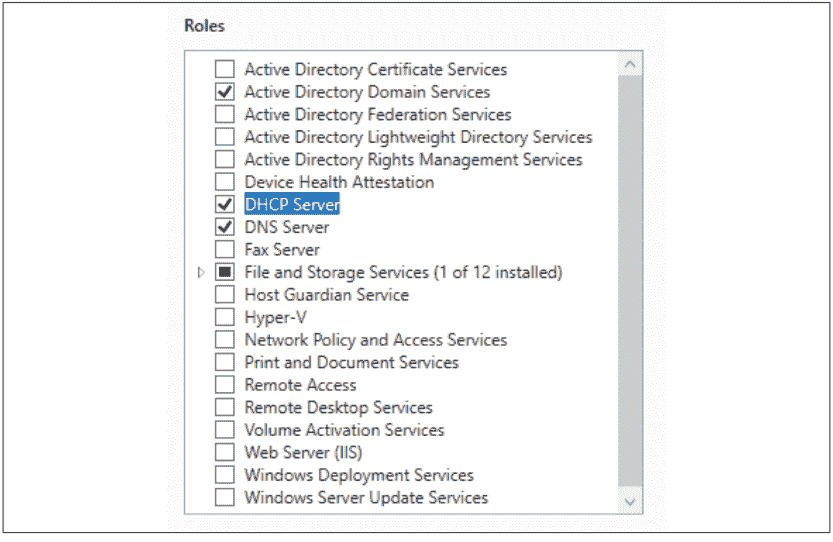 Roles
Active Directory Certificate Services
Active Directory Domain Services
Active Directory Federation Services
Active Directory Lightweight Directory Services
Active Directory Rights Management Services
Device Health Attestation
DHCP Server
DNS Server
Fax Server
File and Storage Services (1 of 12 installed)
Host Guardian Service
Hyper-V
Network Policy and Access Services
Print and Document Services
Remote Access
Remote Desktop Services
Volume Activation Services
Web Server (IIS)
Windows Deployment Services
Windows Server Update Services